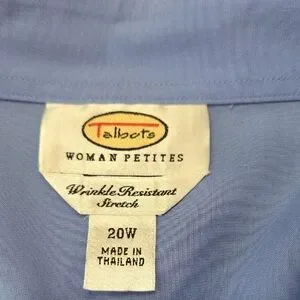 Talbots
WOMAN PETITES
Wrinkle Resistant
Stretch
20W
MADE IN
THAILAND